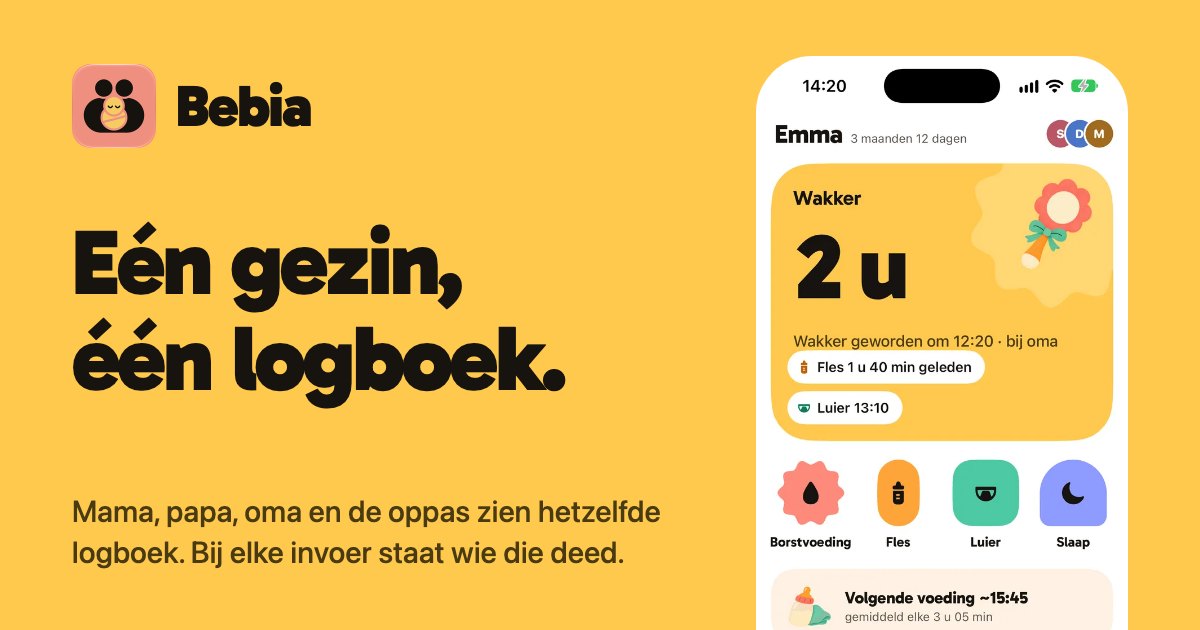 Bebia
Eén gezin,
één logboek.
Mama, papa, oma en de oppas zien hetzelfde
logboek. Bij elke invoer staat wie die deed.
14:20
Emma 3 maanden 12 dagen
S D M
Wakker
2 u
Wakker geworden om 12:20 · bij oma
Fles 1 u 40 min geleden
Luier 13:10
Borstvoeding Fles Luier Slaap
Volgende voeding ~15:45
gemiddeld elke 3 u 05 min